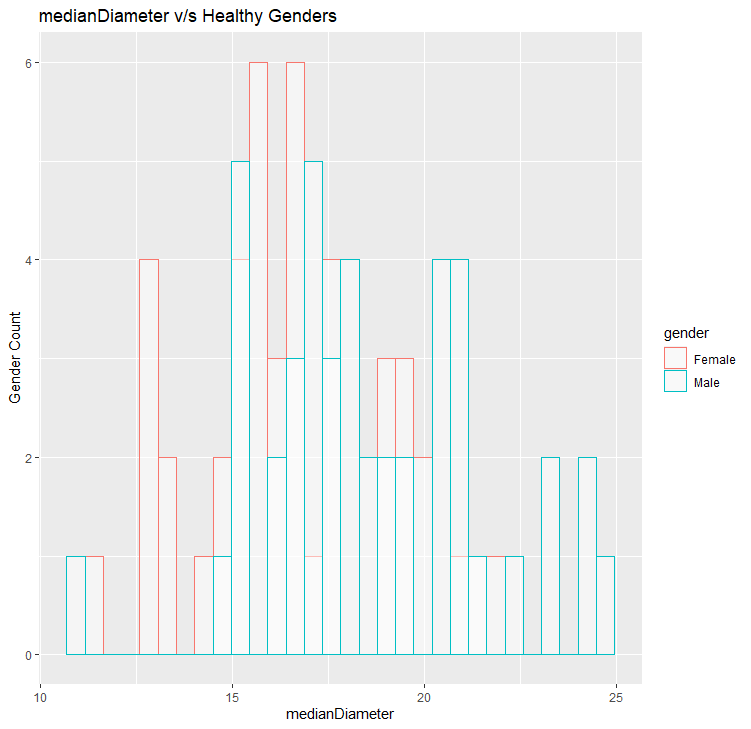 medianDiameter v/s Healthy Genders
6
4
2
0
Gender Count
10
15
20
25
medianDiameter
gender
Female
Male